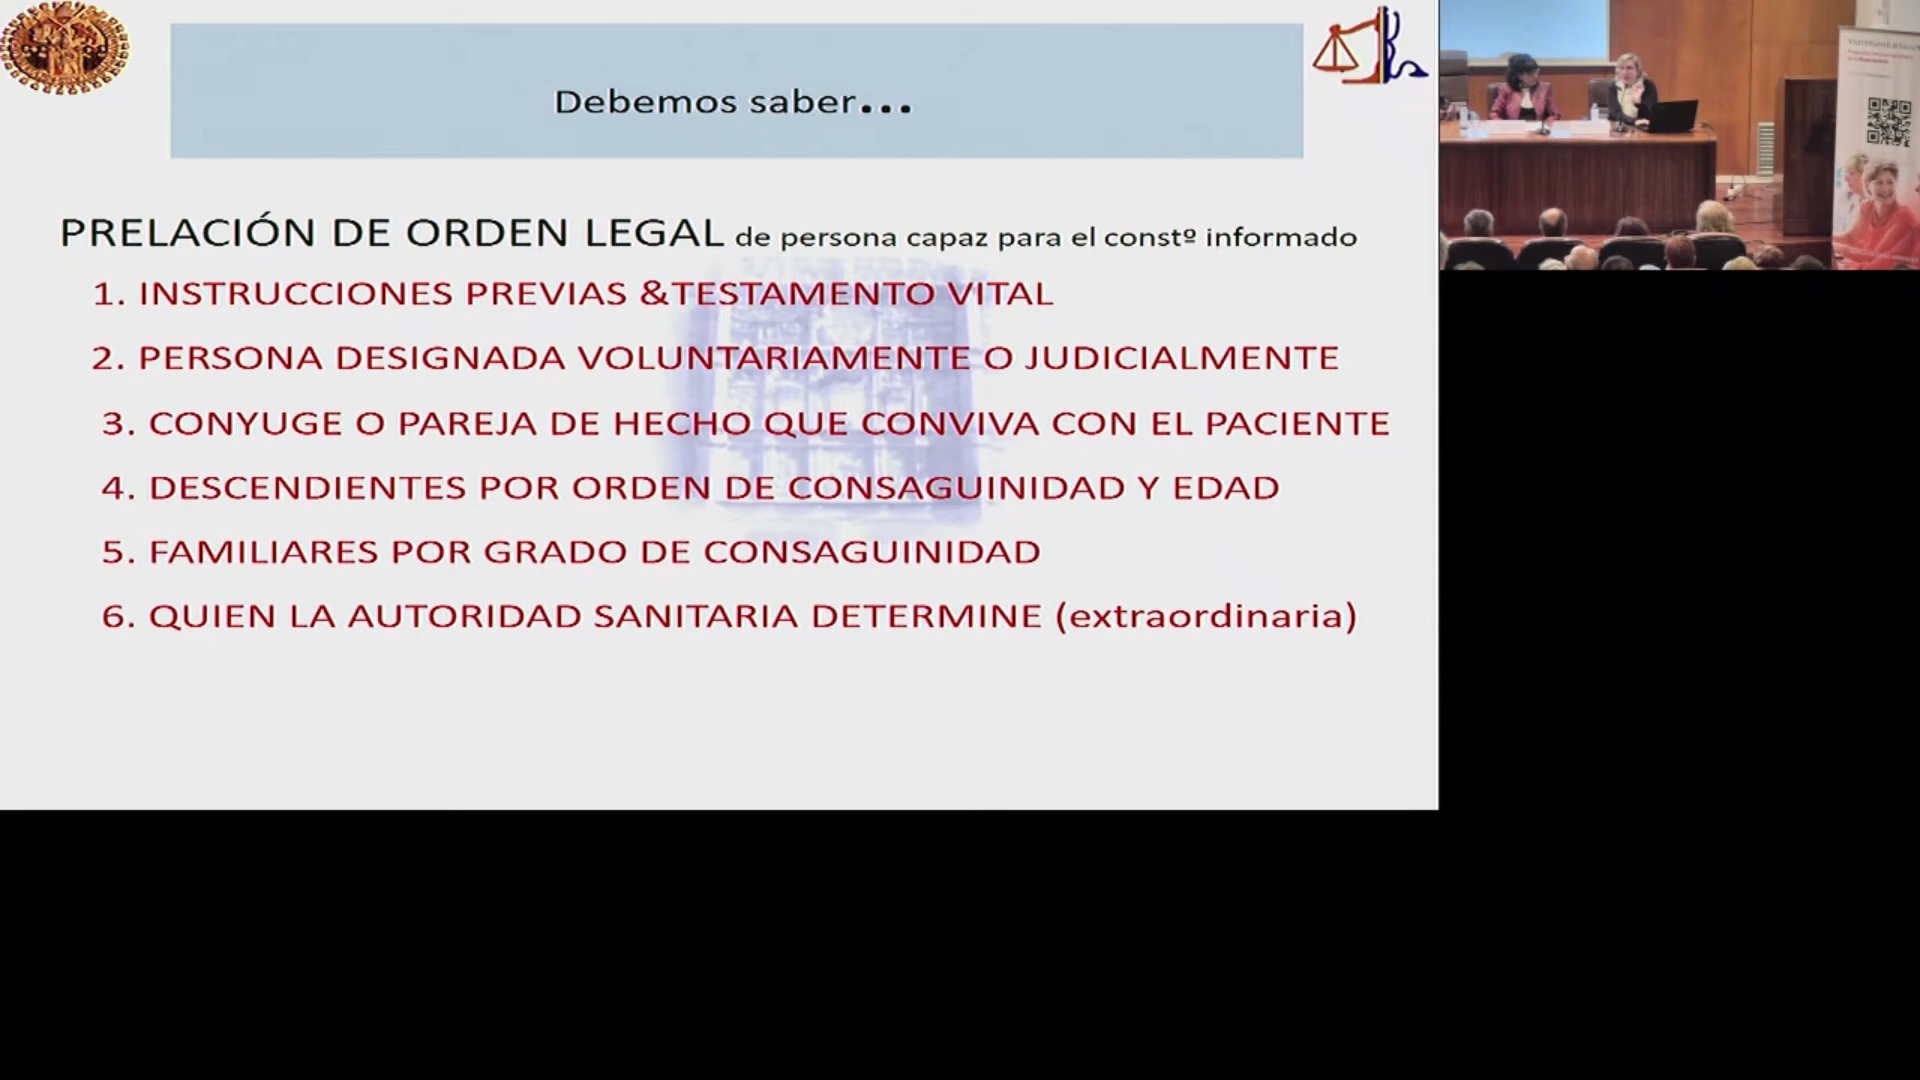 Debemos saber...
PRELACIÓN DE ORDEN LEGAL de persona capaz para el constº informado
1. INSTRUCCIONES PREVIAS &TESTAMENTO VITAL
2. PERSONA DESIGNADA VOLUNTARIAMENTE O JUDICIALMENTE
3. CONYUGE O PAREJA DE HECHO QUE CONVIVA CON EL PACIENTE
4. DESCENDIENTES POR ORDEN DE CONSAGUINIDAD Y EDAD
5. FAMILIARES POR GRADO DE CONSAGUINIDAD
6. QUIEN LA AUTORIDAD SANITARIA DETERMINE (extraordinaria)